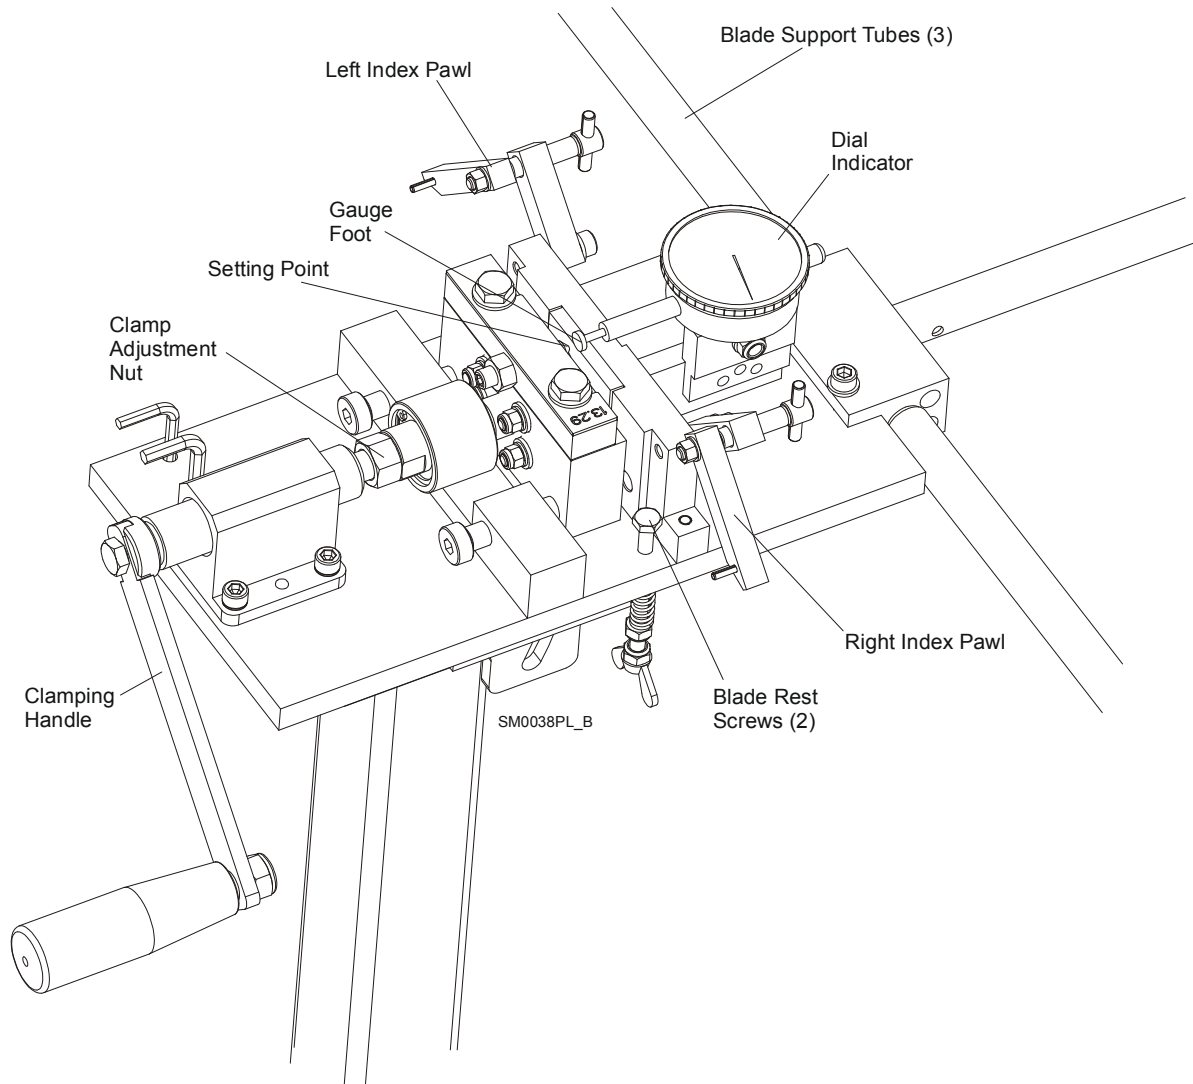 Blade Support Tubes (3)
Left Index Pawl
Dial
Indicator
Gauge
Foot
Setting Point
Clamp
Adjustment
Nut
13.29
Right Index Pawl
Clamping
Handle
Blade Rest
Screws (2)
SM0038PL_B